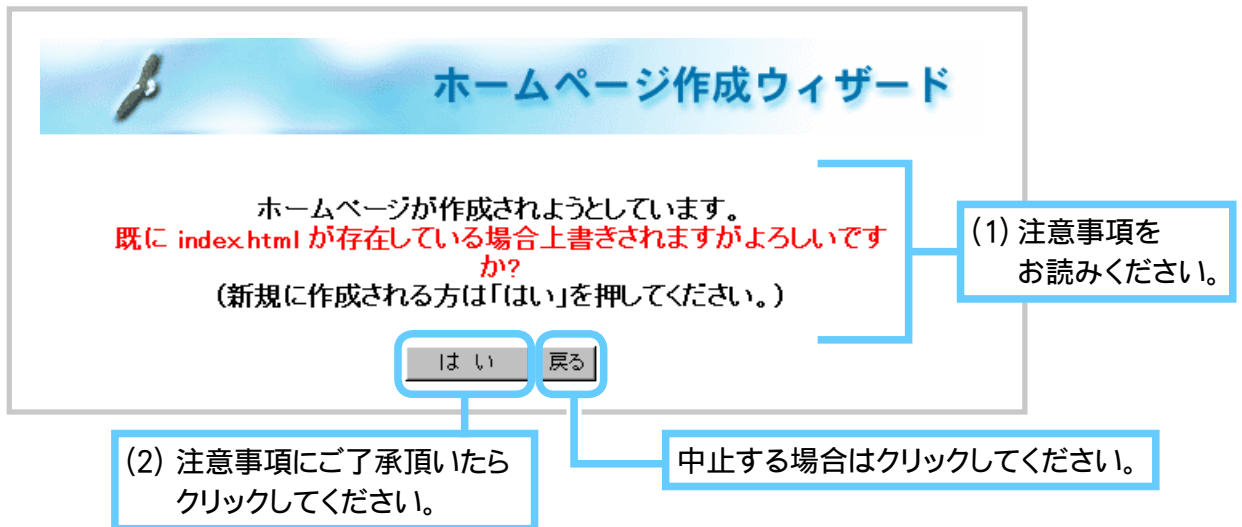 ホームページ作成ウィザード
ホームページが作成されようとしています。
既に index.html が存在している場合上書きされますがよろしいです
か?
(新規に作成される方は「はい」を押してください。)
はい
戻る
(1) 注意事項を
お読みください。
(2) 注意事項にご了承頂いたら
クリックしてください。
中止する場合はクリックしてください。